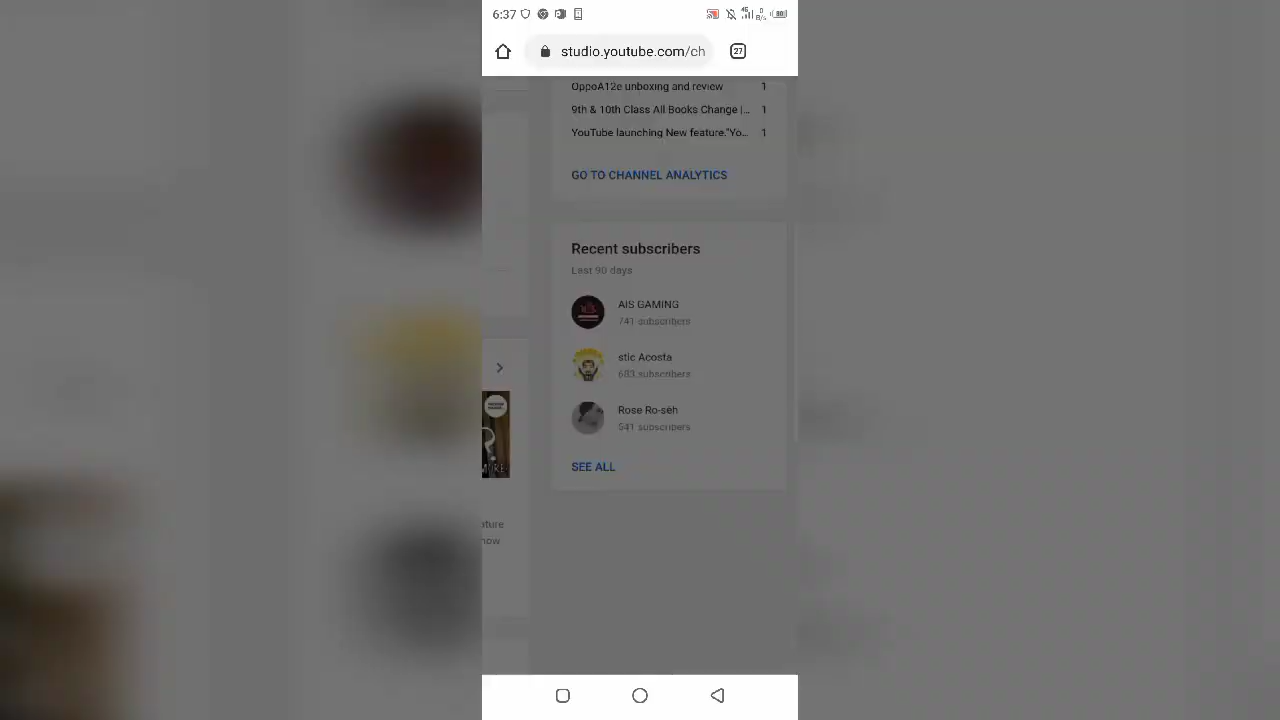 6:37
studio.youtube.com/ch
27
OppoA12e unboxing and review 1
9th & 10th Class All Books Change |... 1
YouTube launching New feature."Yo... 1
GO TO CHANNEL ANALYTICS
Recent subscribers
Last 90 days
AIS GAMING
741 subscribers
stic Acosta
683 subscribers
Rose Ro-seh
541 subscribers
SEE ALL
ature
now